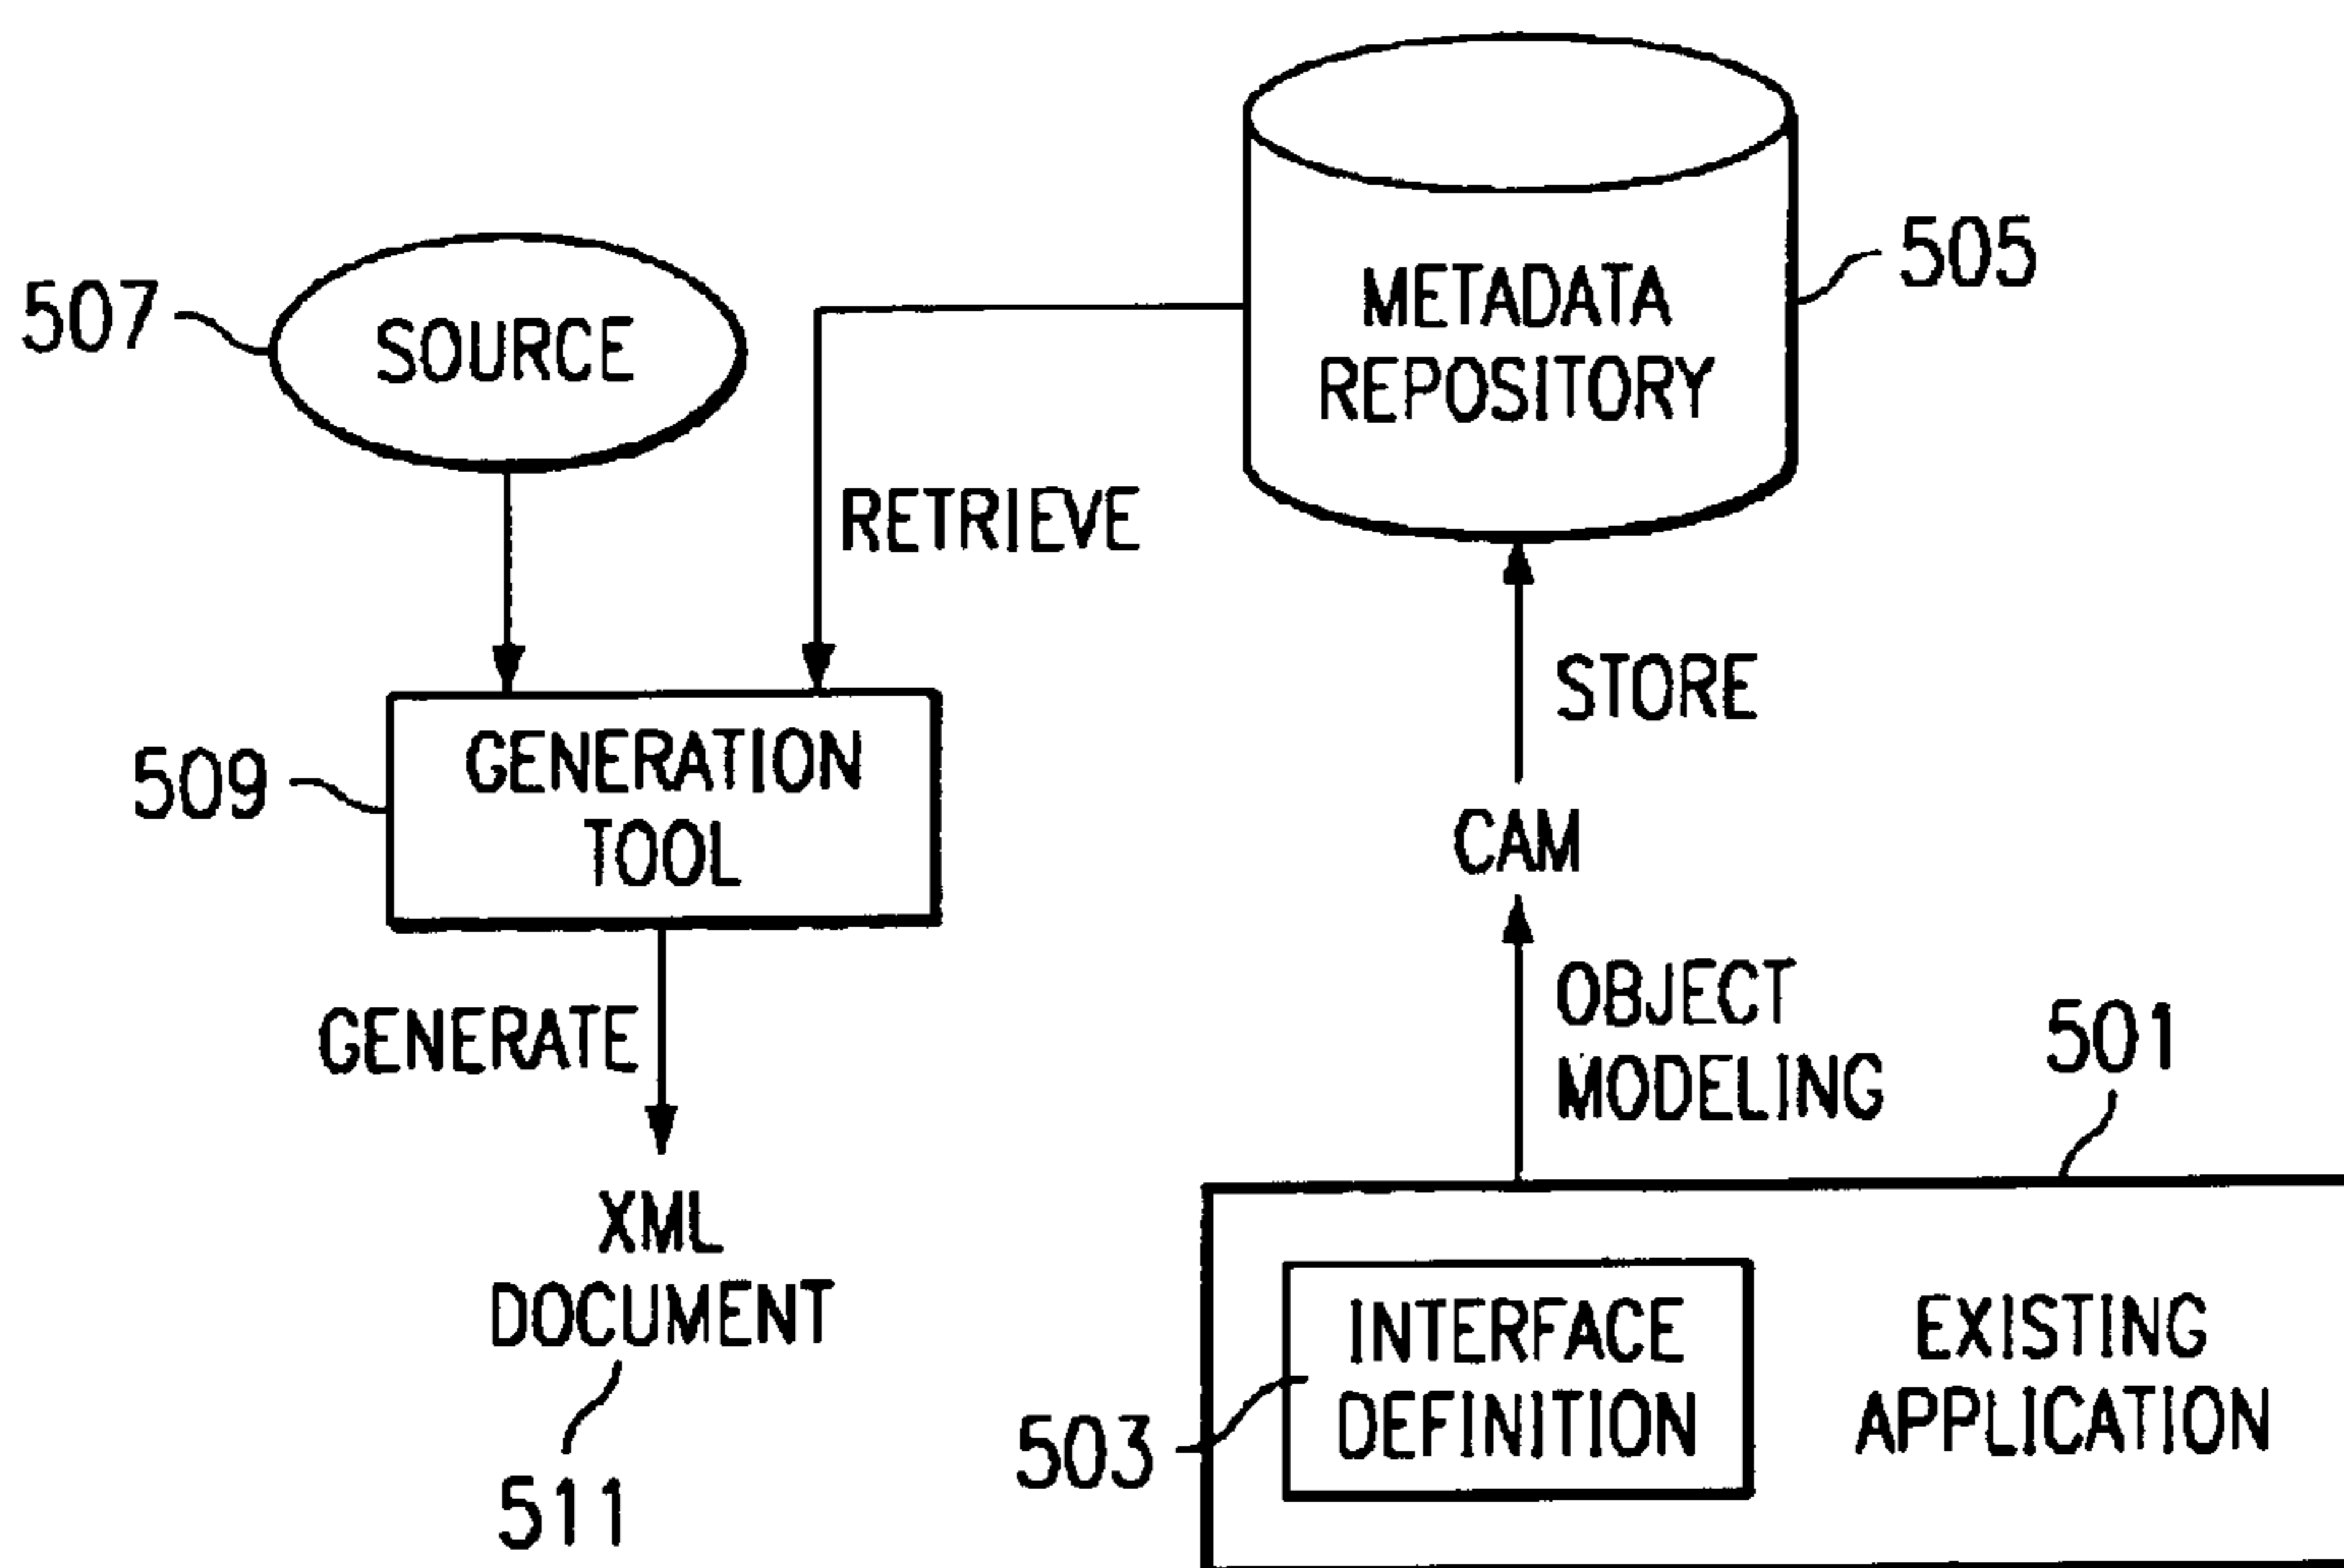 505
METADATA
REPOSITORY
507
SOURCE
RETRIEVE
STORE
509
GENERATION
TOOL
CAM
GENERATE
OBJECT
MODELING
501
XML
DOCUMENT
511
INTERFACE
DEFINITION
503
EXISTING
APPLICATION